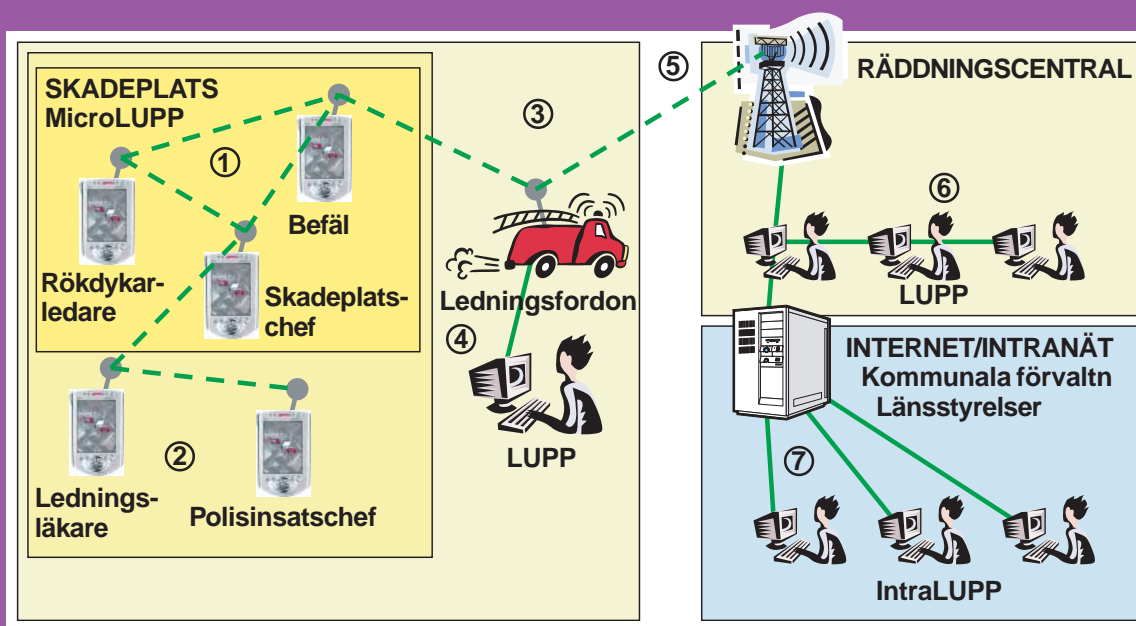 SKADEPLATS
MicroLUPP
①
Befäl
Rökdykar-
ledare
Skadeplats-
chef
②
Lednings-
läkare
Polisinsatschef
③
Ledningsfordon
④
LUPP
⑤
RÄDDNINGSCENTRAL
⑥
LUPP
INTERNET/INTRANÄT
Kommunala förvaltn
Länsstyrelser
⑦
IntraLUPP